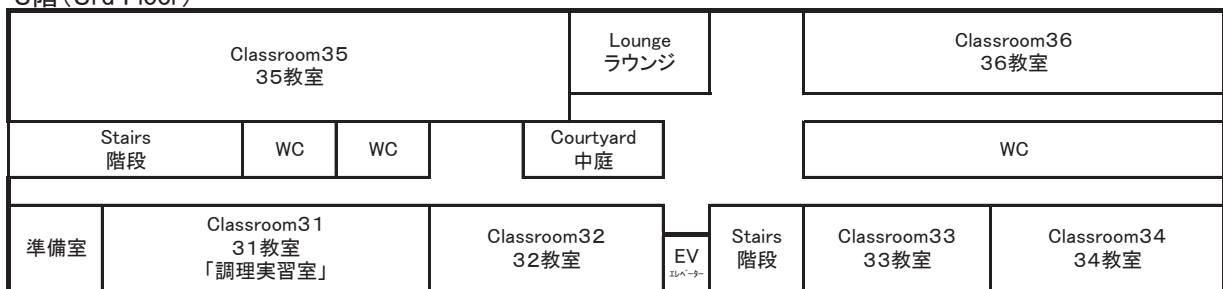 3階(3rd Floor)
Classroom35
35教室
Lounge
ラウンジ
Classroom36
36教室
Stairs
階段
WC
WC
Courtyard
中庭
WC
準備室
Classroom31
31教室
「調理実習室」
Classroom32
32教室
EV
エレベーター
Stairs
階段
Classroom33
33教室
Classroom34
34教室